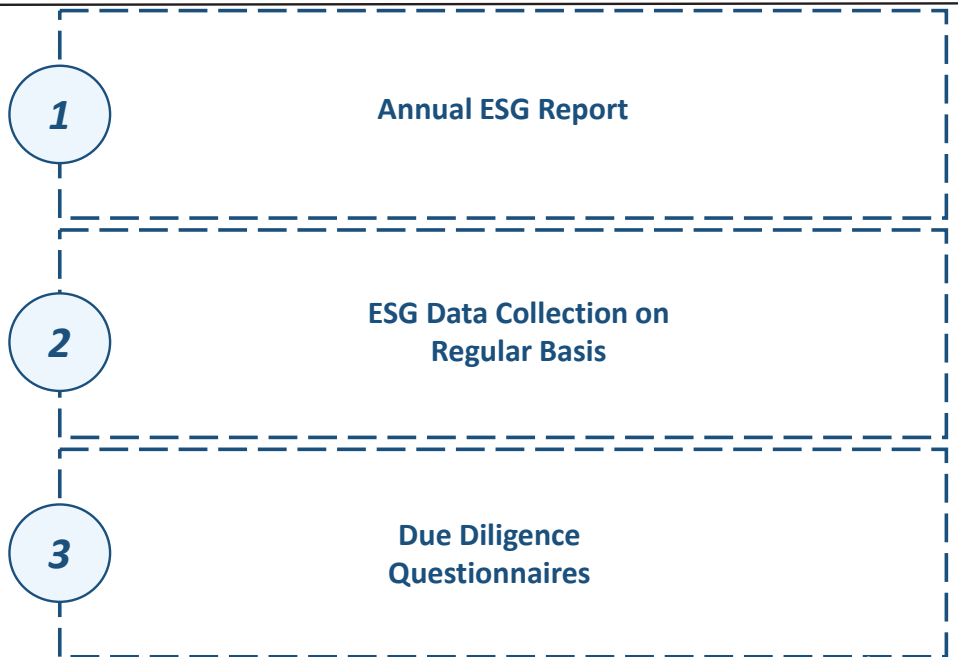 1
Annual ESG Report
2
ESG Data Collection on
Regular Basis
3
Due Diligence
Questionnaires